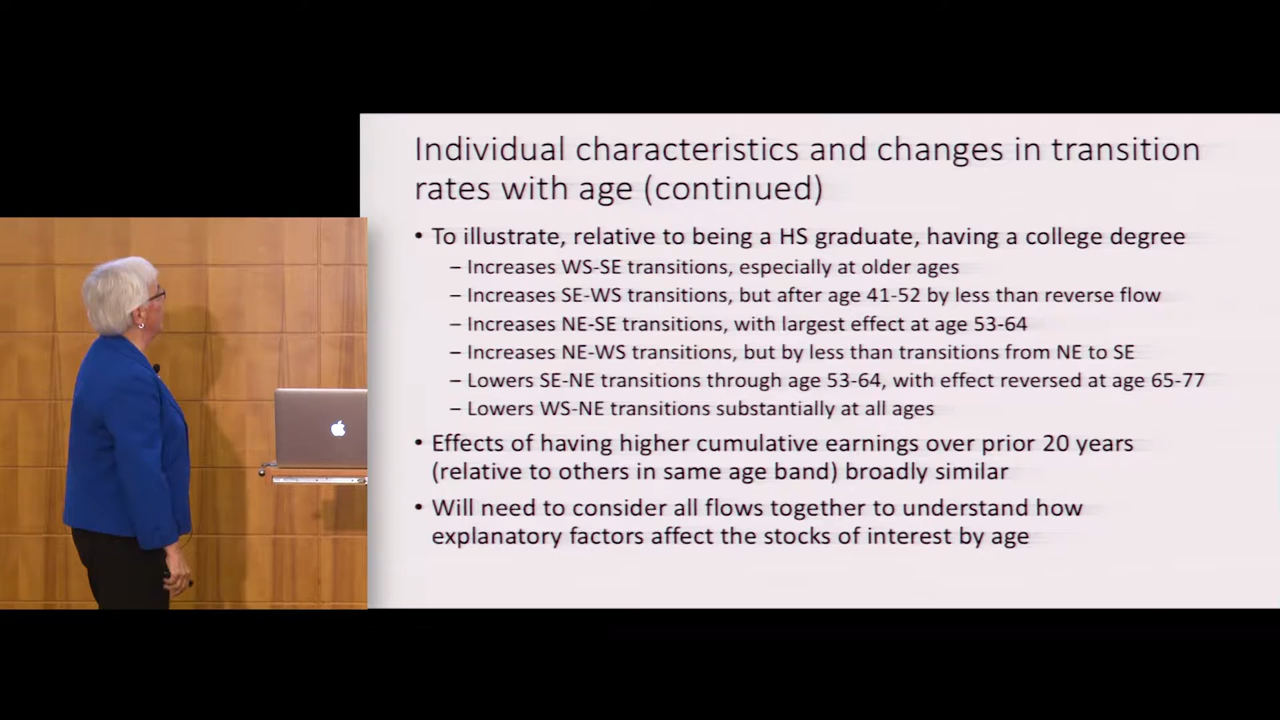 Individual characteristics and changes in transition
rates with age (continued)
• To illustrate, relative to being a HS graduate, having a college degree
– Increases WS-SE transitions, especially at older ages
– Increases SE-WS transitions, but after age 41-52 by less than reverse flow
– Increases NE-SE transitions, with largest effect at age 53-64
– Increases NE-WS transitions, but by less than transitions from NE to SE
– Lowers SE-NE transitions through age 53-64, with effect reversed at age 65-77
– Lowers WS-NE transitions substantially at all ages
• Effects of having higher cumulative earnings over prior 20 years
(relative to others in same age band) broadly similar
• Will need to consider all flows together to understand how
explanatory factors affect the stocks of interest by age